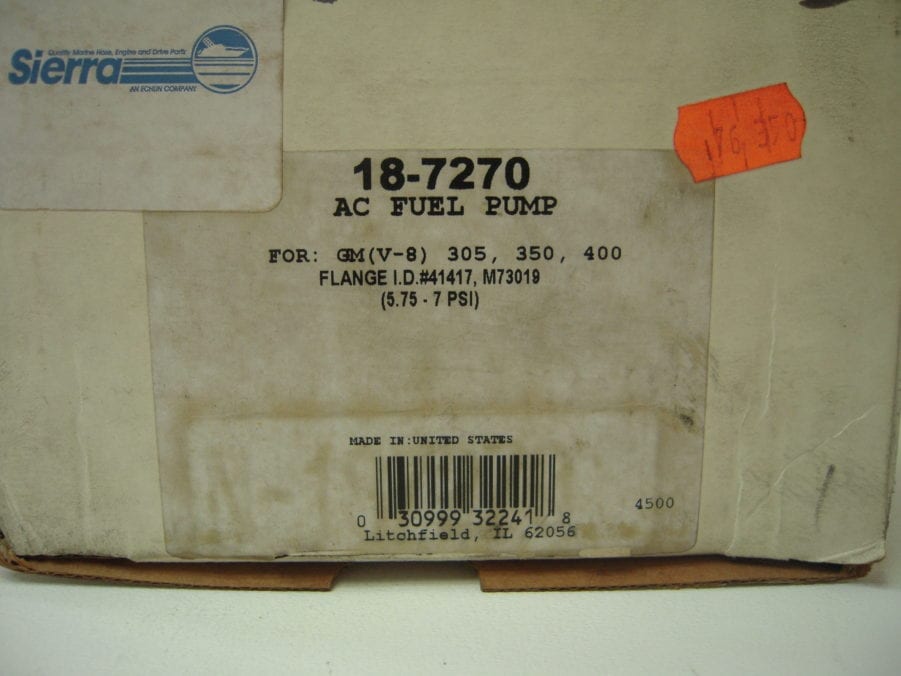 Quality Marine Hose, Engine and Drive Parts
Sierra
AN ECHLIN COMPANY
18-7270
AC FUEL PUMP
FOR: GM(V-8) 305, 350, 400
FLANGE I.D.#41417, M73019
(5.75 - 7 PSI)
MADE IN:UNITED STATES
0 30999 32241 8
4500
Litchfield, IL 62056